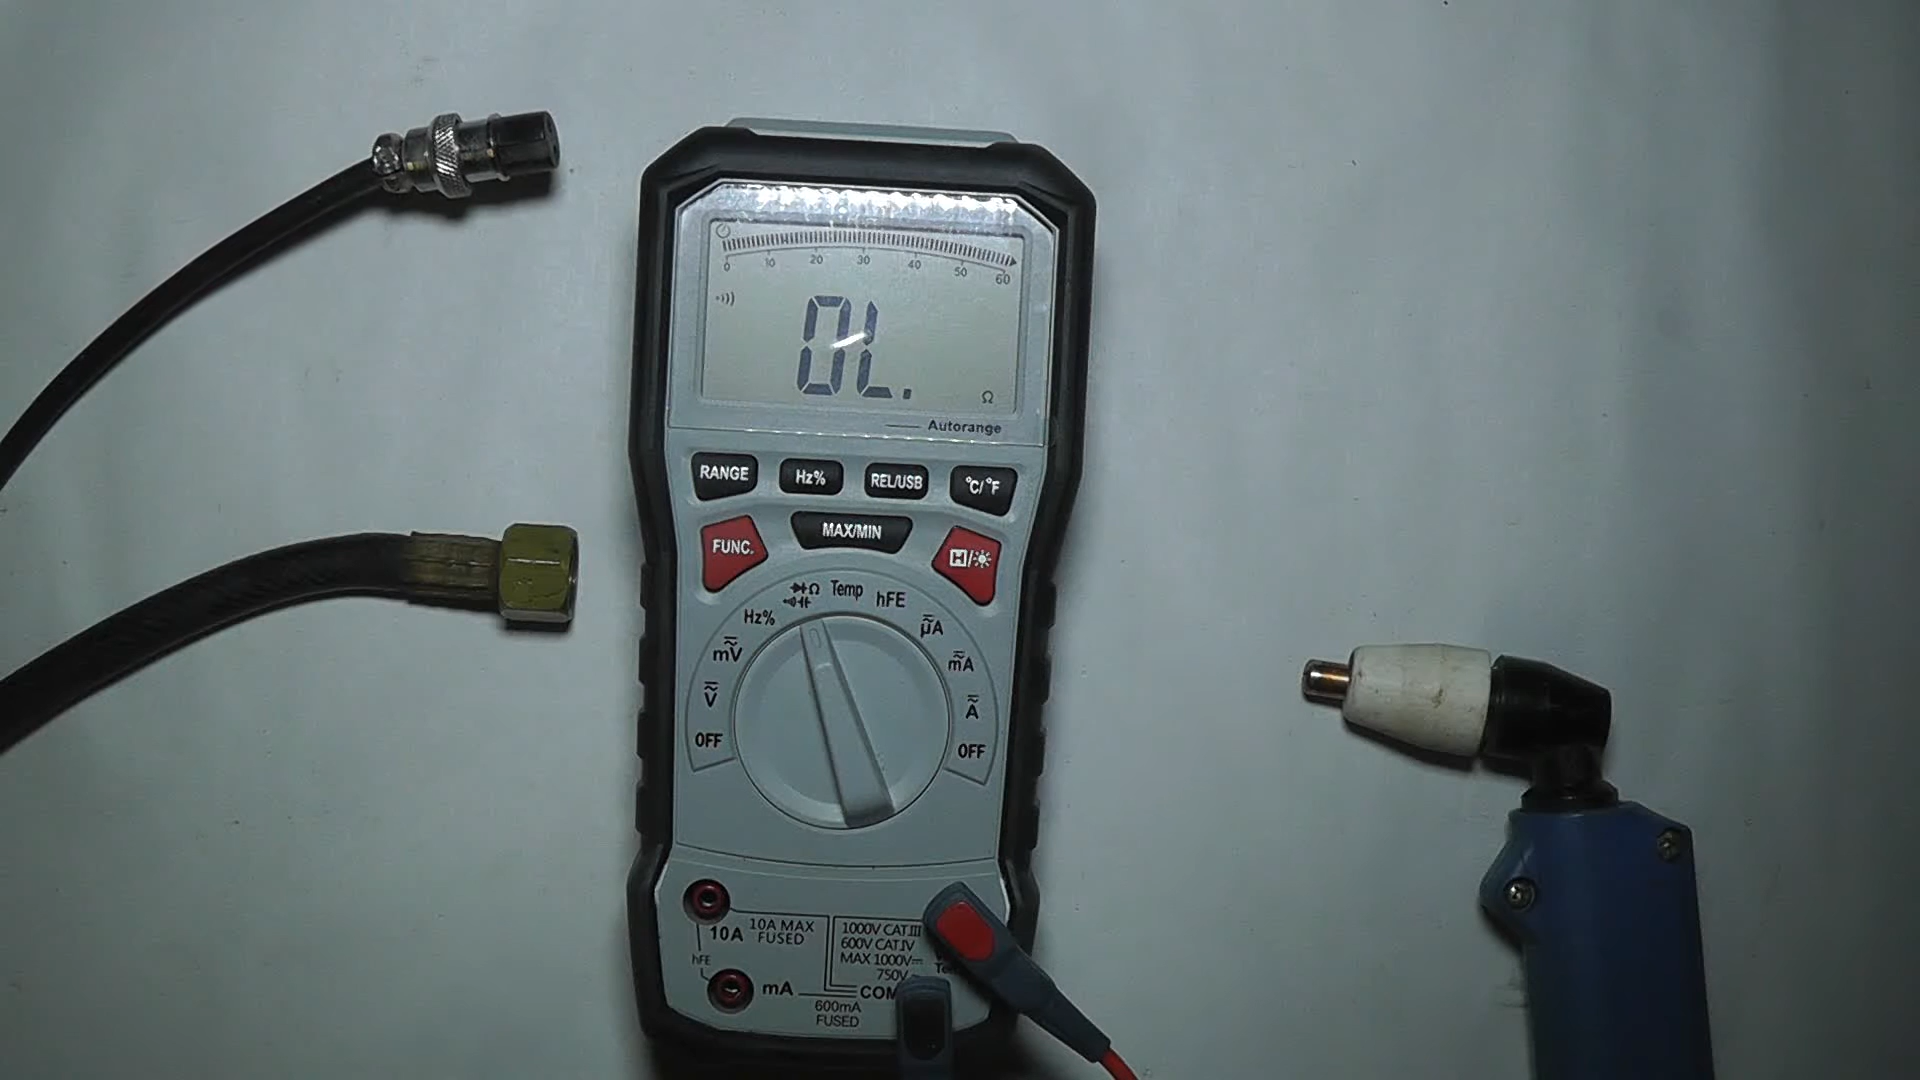 0 10 20 30 40 50 60
OL.
Ω
Autorange
RANGE Hz% REL/USB °C/°F
FUNC. MAX/MIN H/
Ω Temp hFE
Hz% µA
mV mA
V A
OFF OFF
10A 10A MAX
FUSED
1000V CAT III
600V CAT IV
MAX 1000V
750V~
hFE
mA
COM
600mA
FUSED